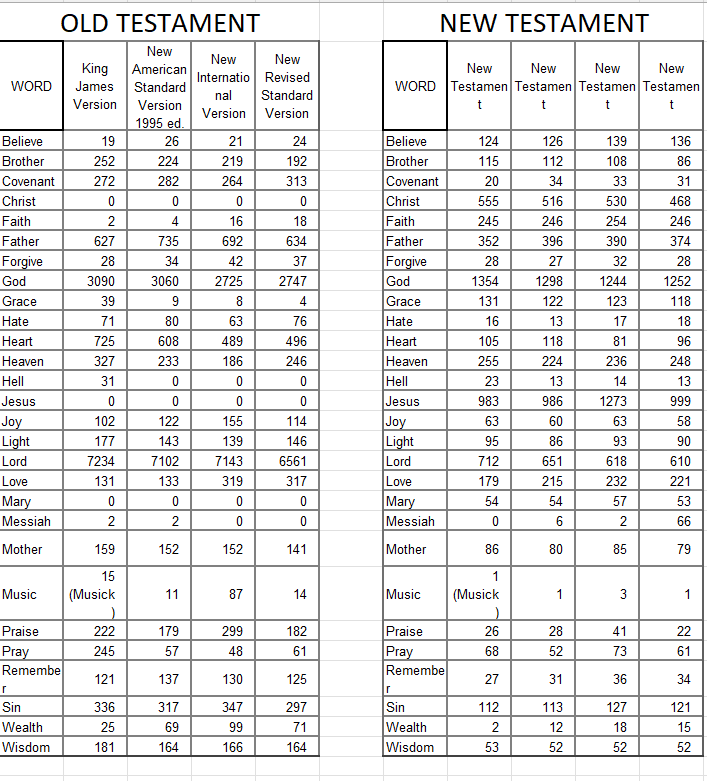 OLD TESTAMENT NEW TESTAMENT
WORD King James Version New American Standard Version 1995 ed. New Internatio nal Version New Revised Standard Version WORD New Testamen t New Testamen t New Testamen t New Testamen t
Believe 19 26 21 24 Believe 124 126 139 136
Brother 252 224 219 192 Brother 115 112 108 86
Covenant 272 282 264 313 Covenant 20 34 33 31
Christ 0 0 0 0 Christ 555 516 530 468
Faith 2 4 16 18 Faith 245 246 254 246
Father 627 735 692 634 Father 352 396 390 374
Forgive 28 34 42 37 Forgive 28 27 32 28
God 3090 3060 2725 2747 God 1354 1298 1244 1252
Grace 39 9 8 4 Grace 131 122 123 118
Hate 71 80 63 76 Hate 16 13 17 18
Heart 725 608 489 496 Heart 105 118 81 96
Heaven 327 233 186 246 Heaven 255 224 236 248
Hell 31 0 0 0 Hell 23 13 14 13
Jesus 0 0 0 0 Jesus 983 986 1273 999
Joy 102 122 155 114 Joy 63 60 63 58
Light 177 143 139 146 Light 95 86 93 90
Lord 7234 7102 7143 6561 Lord 712 651 618 610
Love 131 133 319 317 Love 179 215 232 221
Mary 0 0 0 0 Mary 54 54 57 53
Messiah 2 2 0 0 Messiah 0 6 2 66
Mother 159 152 152 141 Mother 86 80 85 79
Music 15 (Musick ) 11 87 14 Music 1 (Musick ) 1 3 1
Praise 222 179 299 182 Praise 26 28 41 22
Pray 245 57 48 61 Pray 68 52 73 61
Remembe r 121 137 130 125 Remembe r 27 31 36 34
Sin 336 317 347 297 Sin 112 113 127 121
Wealth 25 69 99 71 Wealth 2 12 18 15
Wisdom 181 164 166 164 Wisdom 53 52 52 52